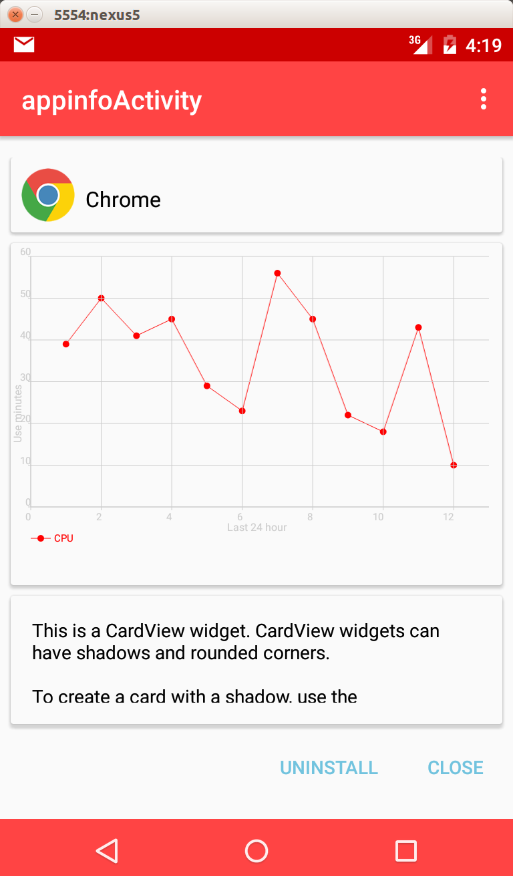 5554:nexus5
3G 4:19
appinfoActivity
Chrome
60
50
40
30
20
10
0
Use minutes
0 2 4 6 8 10 12
Last 24 hour
CPU
This is a CardView widget. CardView widgets can
have shadows and rounded corners.
To create a card with a shadow, use the
UNINSTALL CLOSE